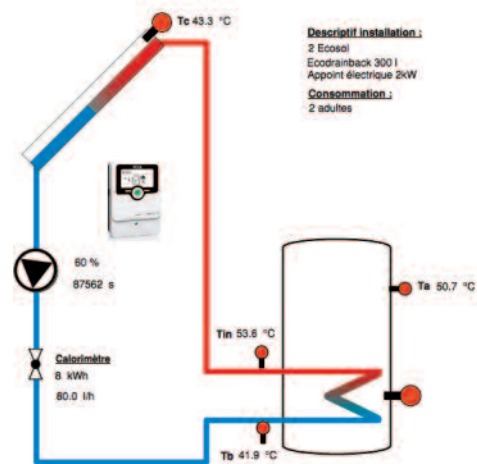 Tc 43.3 °C
Descriptif installation :
2 Ecosol
Ecodrainback 300 l
Appoint électrique 2kW
Consommation :
2 adultes
60 %
87562 s
Ta 50.7 °C
Tin 53.6 °C
Calorimètre
8 kWh
80.0 l/h
Tb 41.9 °C